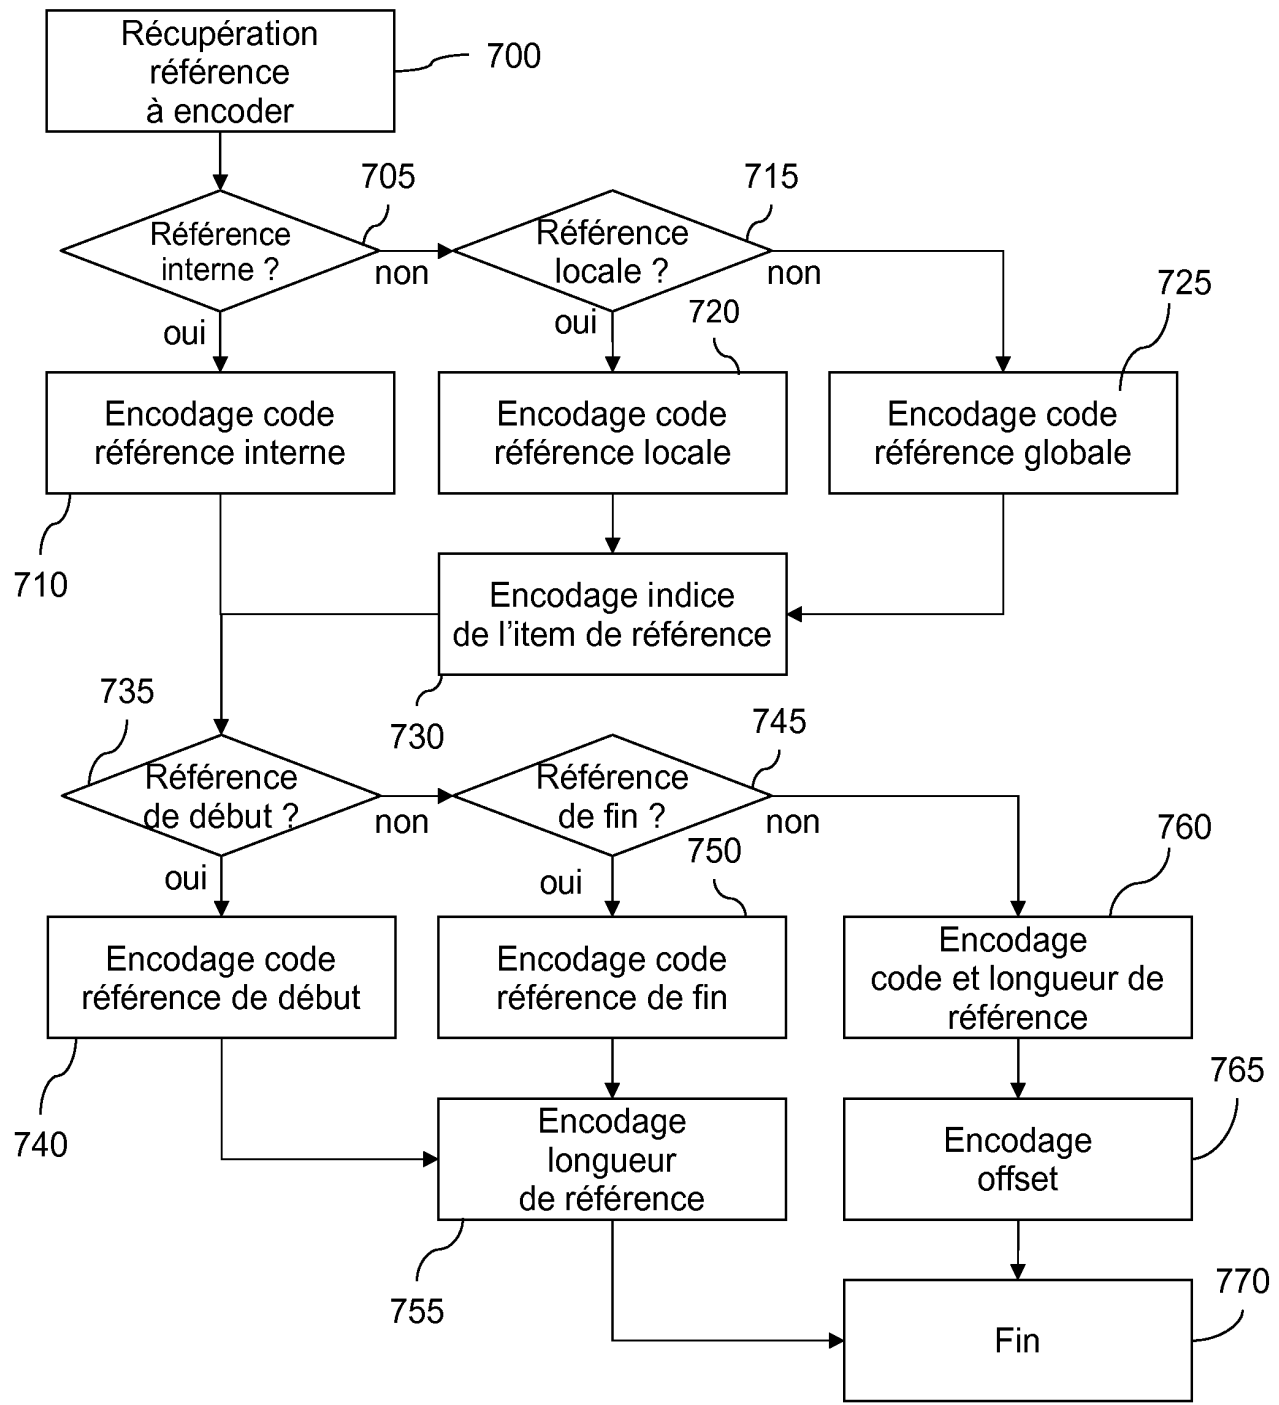 Récupération
référence
à encoder
700
705
715
Référence
interne ?
non
Référence
locale ?
non
725
oui
oui
720
Encodage code
référence interne
Encodage code
référence locale
Encodage code
référence globale
710
Encodage indice
de l'item de référence
735
730
745
Référence
de début ?
non
Référence
de fin ?
non
760
oui
oui
750
Encodage code
référence de début
Encodage code
référence de fin
Encodage
code et longueur de
référence
765
740
Encodage
longueur
de référence
Encodage
offset
755
770
Fin